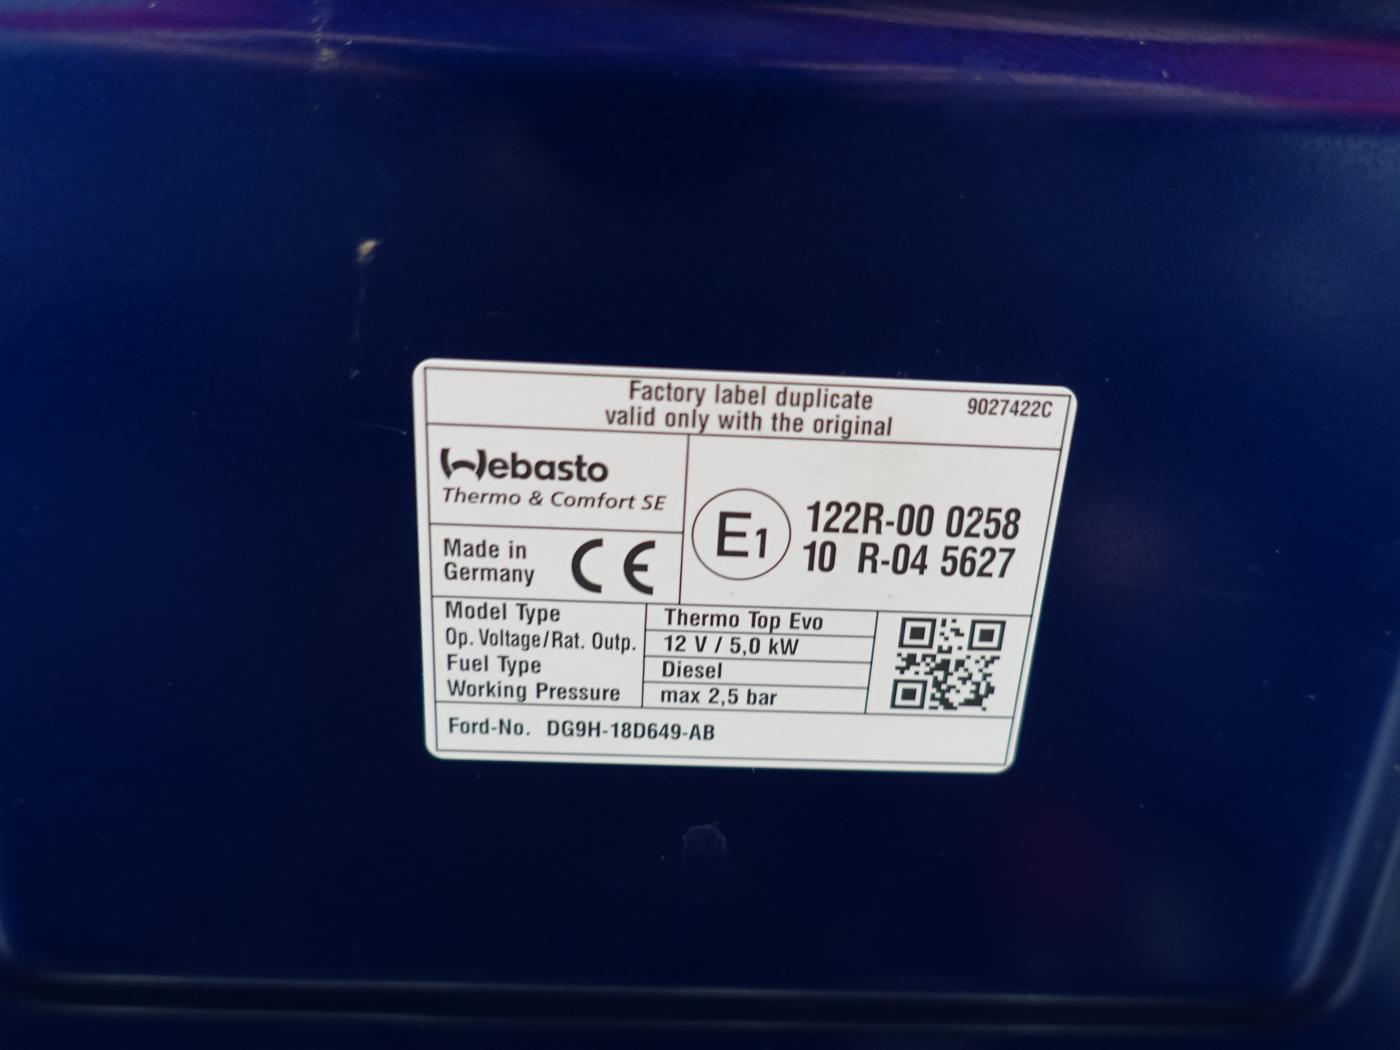 Factory label duplicate
valid only with the original
9027422C
Webasto
Thermo & Comfort SE
Made in
Germany
CE
E1
122R-00 0258
10 R-04 5627
Model Type Thermo Top Evo
Op. Voltage/Rat. Outp. 12 V / 5,0 kW
Fuel Type Diesel
Working Pressure max 2,5 bar
Ford-No. DG9H-18D649-AB